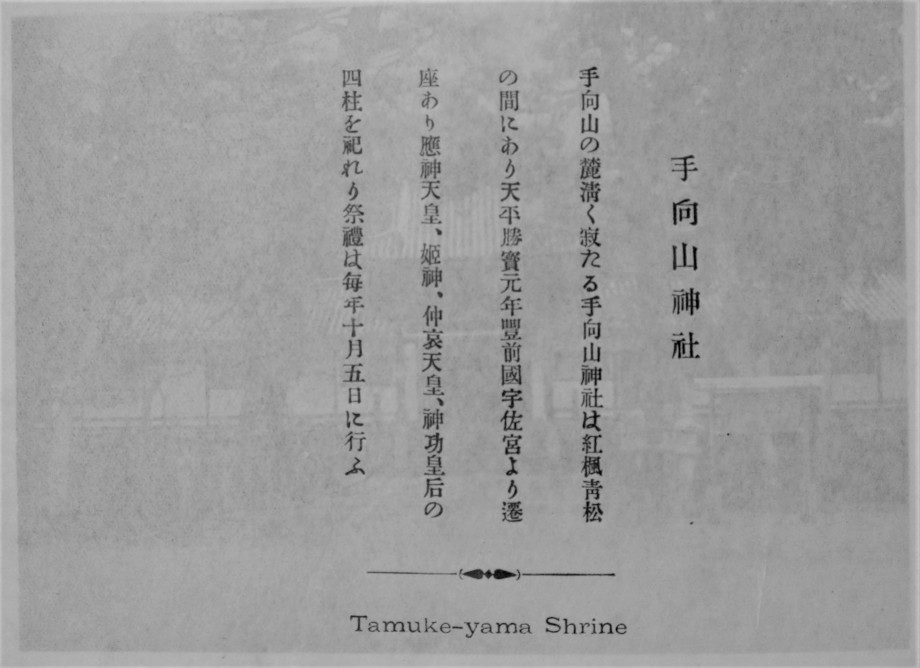 手向山神社
手向山の麓淸く寂たる手向山神社は紅楓靑松
の間にあり天平勝寳元年豐前國宇佐宮より遷
座あり應神天皇、姬神、仲哀天皇、神功皇后の
四柱を祀れり祭禮は每年十月五日に行ふ
Tamuke-yama Shrine